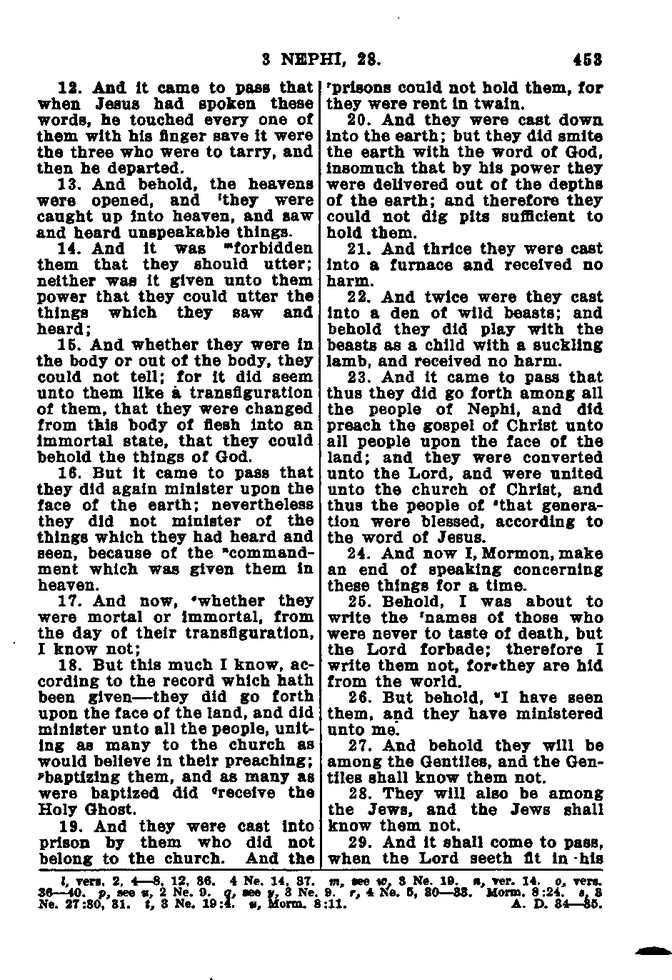 3 NEPHI, 28.
453
12. And it came to pass that
when Jesus had spoken these
words, he touched every one of
them with his finger save it were
the three who were to tarry, and
then he departed.
13. And behold, the heavens
were opened, and ˡthey were
caught up into heaven, and saw
and heard unspeakable things.
14. And it was ᵐforbidden
them that they should utter;
neither was it given unto them
power that they could utter the
things which they saw and
heard;
15. And whether they were in
the body or out of the body, they
could not tell; for it did seem
unto them like a transfiguration
of them, that they were changed
from this body of flesh into an
immortal state, that they could
behold the things of God.
16. But it came to pass that
they did again minister upon the
face of the earth; nevertheless
they did not minister of the
things which they had heard and
seen, because of the ⁿcommand-
ment which was given them in
heaven.
17. And now, ᵒwhether they
were mortal or immortal, from
the day of their transfiguration,
I know not;
18. But this much I know, ac-
cording to the record which hath
been given—they did go forth
upon the face of the land, and did
minister unto all the people, unit-
ing as many to the church as
would believe in their preaching;
ᵖbaptizing them, and as many as
were baptized did ᑫreceive the
Holy Ghost.
19. And they were cast into
prison by them who did not
belong to the church. And the
ʳprisons could not hold them, for
they were rent in twain.
20. And they were cast down
into the earth; but they did smite
the earth with the word of God,
insomuch that by his power they
were delivered out of the depths
of the earth; and therefore they
could not dig pits sufficient to
hold them.
21. And thrice they were cast
into a furnace and received no
harm.
22. And twice were they cast
into a den of wild beasts; and
behold they did play with the
beasts as a child with a suckling
lamb, and received no harm.
23. And it came to pass that
thus they did go forth among all
the people of Nephi, and did
preach the gospel of Christ unto
all people upon the face of the
land; and they were converted
unto the Lord, and were united
unto the church of Christ, and
thus the people of ˢthat genera-
tion were blessed, according to
the word of Jesus.
24. And now I, Mormon, make
an end of speaking concerning
these things for a time.
25. Behold, I was about to
write the ᵗnames of those who
were never to taste of death, but
the Lord forbade; therefore I
write them not, for they are hid
from the world.
26. But behold, ᵘI have seen
them, and they have ministered
unto me.
27. And behold they will be
among the Gentiles, and the Gen-
tiles shall know them not.
28. They will also be among
the Jews, and the Jews shall
know them not.
29. And it shall come to pass,
when the Lord seeth fit in his
l, vers. 2, 4—8, 12, 36. 4 Ne. 14, 37. m, see w, 3 Ne. 19. n, ver. 14. o, vers.
36—40. p, see u, 2 Ne. 9. q, see y, 3 Ne. 9. r, 4 Ne. 5, 30—33. Morm. 8:24. s, 3
Ne. 27:30, 31. t, 3 Ne. 19:4. u, Morm. 8:11. A. D. 34—35.